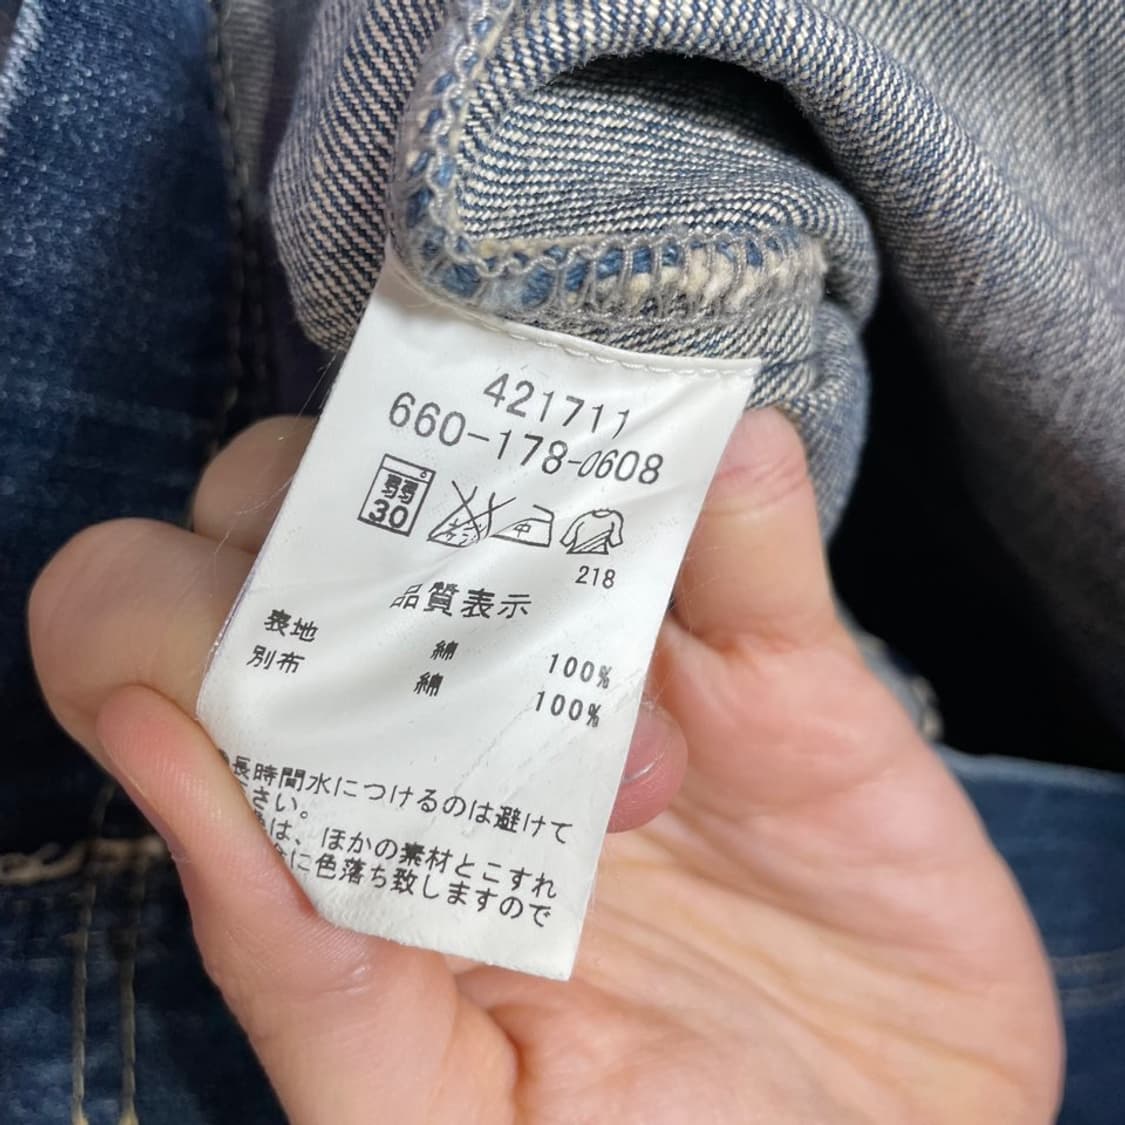 421711
660-178-0608
弱
30
中
218
品質表示
表地 綿 100%
別布 綿 100%
長時間水につけるのは避けて
さい。
は、ほかの素材とこすれ
に色落ち致しますので